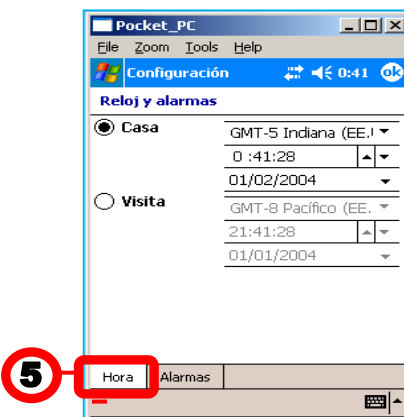 Pocket_PC
File Zoom Tools Help
Configuración 0:41 ok
Reloj y alarmas
Casa GMT-5 Indiana (EE.
0 :41:28
01/02/2004
Visita GMT-8 Pacífico (EE.
21:41:28
01/01/2004
5 Hora Alarmas